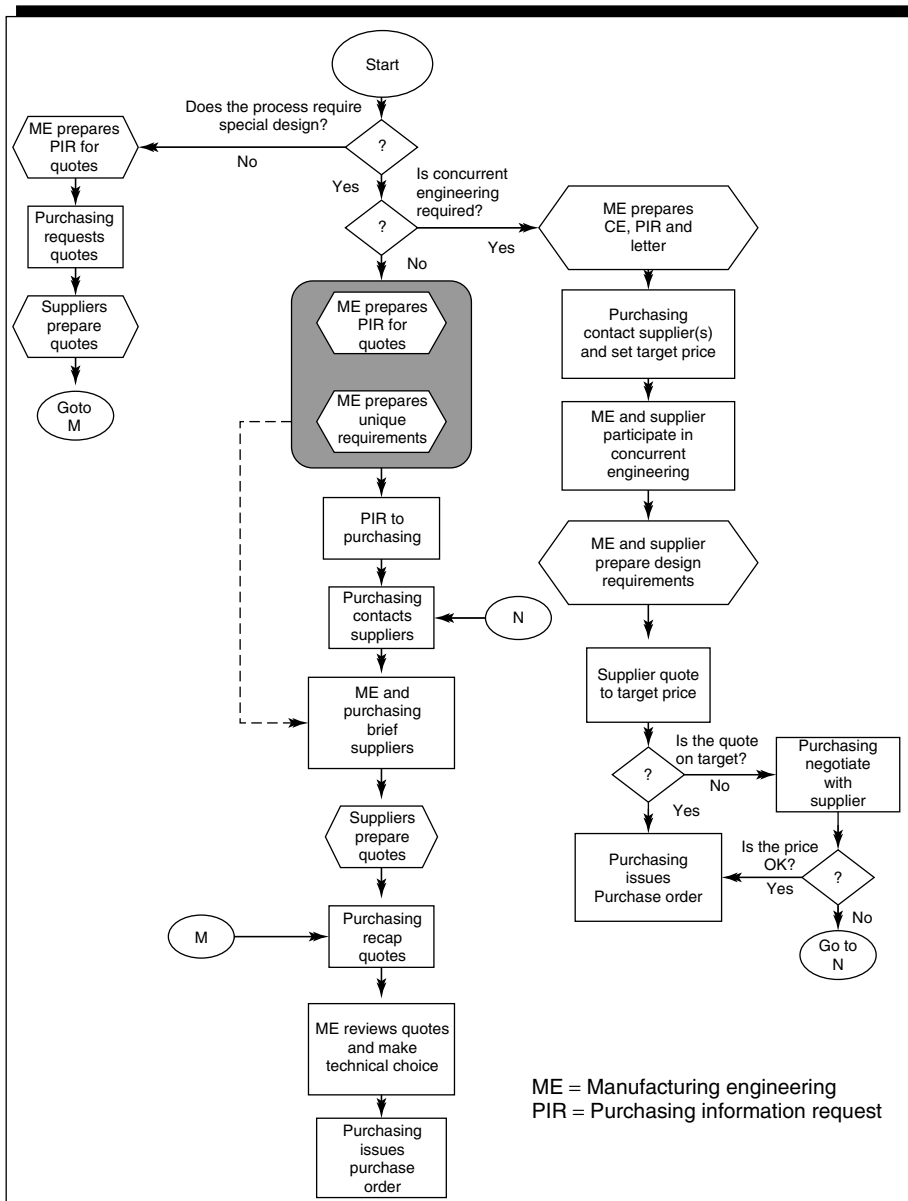 Start
Does the process require
special design?
?
No
Yes
ME prepares
PIR for
quotes
Purchasing
requests
quotes
Suppliers
prepare
quotes
Goto
M
Is concurrent
engineering
required?
?
Yes
No
ME prepares
CE, PIR and
letter
Purchasing
contact supplier(s)
and set target price
ME and supplier
participate in
concurrent
engineering
ME and supplier
prepare design
requirements
Supplier quote
to target price
Is the quote
on target?
?
No
Yes
Purchasing
negotiate
with
supplier
Is the price
OK?
?
Yes
No
Purchasing
issues
Purchase order
Go to
N
ME prepares
PIR for
quotes
ME prepares
unique
requirements
PIR to
purchasing
Purchasing
contacts
suppliers
N
ME and
purchasing
brief
suppliers
Suppliers
prepare
quotes
M
Purchasing
recap
quotes
ME reviews quotes
and make
technical choice
Purchasing
issues
purchase
order
ME = Manufacturing engineering
PIR = Purchasing information request